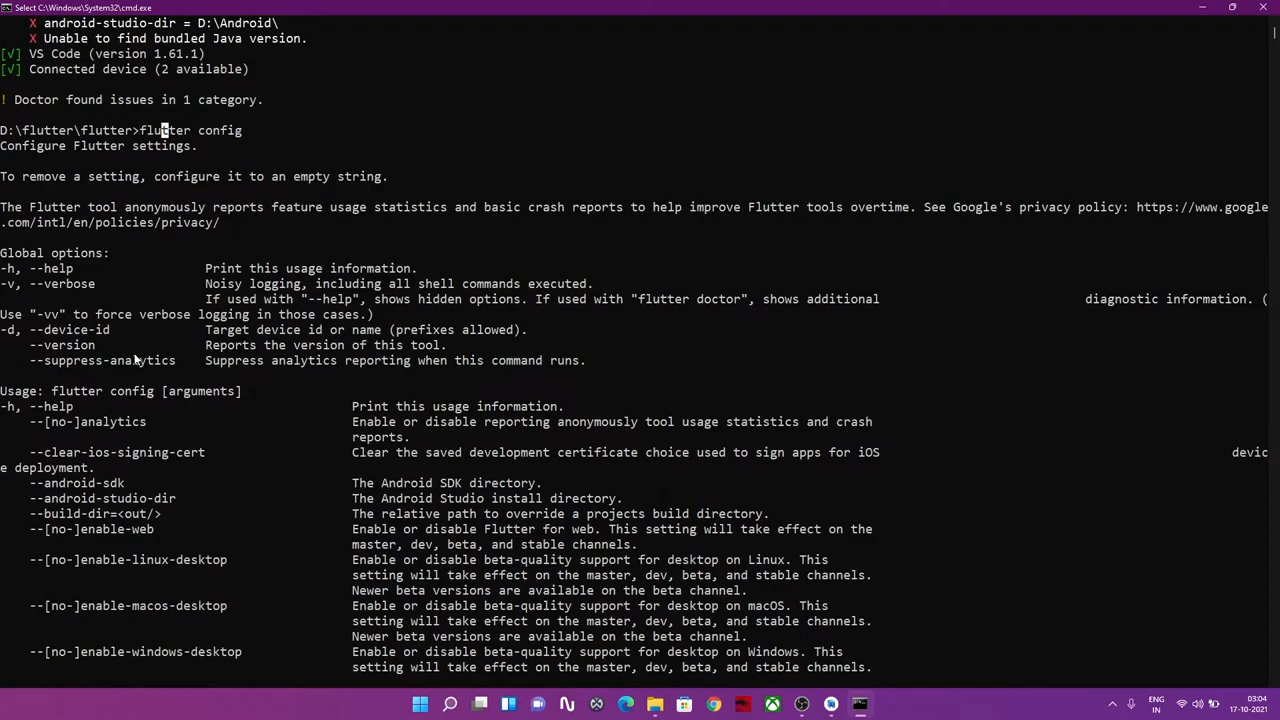 Select C:\Windows\System32\cmd.exe
X android-studio-dir = D:\Android\
X Unable to find bundled Java version.
[√] VS Code (version 1.61.1)
[√] Connected device (2 available)
! Doctor found issues in 1 category.
D:\flutter\flutter>flutter config
Configure Flutter settings.
To remove a setting, configure it to an empty string.
The Flutter tool anonymously reports feature usage statistics and basic crash reports to help improve Flutter tools overtime. See Google's privacy policy: https://www.google
.com/intl/en/policies/privacy/
Global options:
-h, --help Print this usage information.
-v, --verbose Noisy logging, including all shell commands executed.
If used with "--help", shows hidden options. If used with "flutter doctor", shows additional diagnostic information. (
Use "-vv" to force verbose logging in those cases.)
-d, --device-id Target device id or name (prefixes allowed).
--version Reports the version of this tool.
--suppress-analytics Suppress analytics reporting when this command runs.
Usage: flutter config [arguments]
-h, --help Print this usage information.
--[no-]analytics Enable or disable reporting anonymously tool usage statistics and crash
reports.
--clear-ios-signing-cert Clear the saved development certificate choice used to sign apps for iOS devic
e deployment.
--android-sdk The Android SDK directory.
--android-studio-dir The Android Studio install directory.
--build-dir=<out/> The relative path to override a projects build directory.
--[no-]enable-web Enable or disable Flutter for web. This setting will take effect on the
master, dev, beta, and stable channels.
--[no-]enable-linux-desktop Enable or disable beta-quality support for desktop on Linux. This
setting will take effect on the master, dev, beta, and stable channels.
Newer beta versions are available on the beta channel.
--[no-]enable-macos-desktop Enable or disable beta-quality support for desktop on macOS. This
setting will take effect on the master, dev, beta, and stable channels.
Newer beta versions are available on the beta channel.
--[no-]enable-windows-desktop Enable or disable beta-quality support for desktop on Windows. This
setting will take effect on the master, dev, beta, and stable channels.
ENG
IN
03:04
17-10-2021